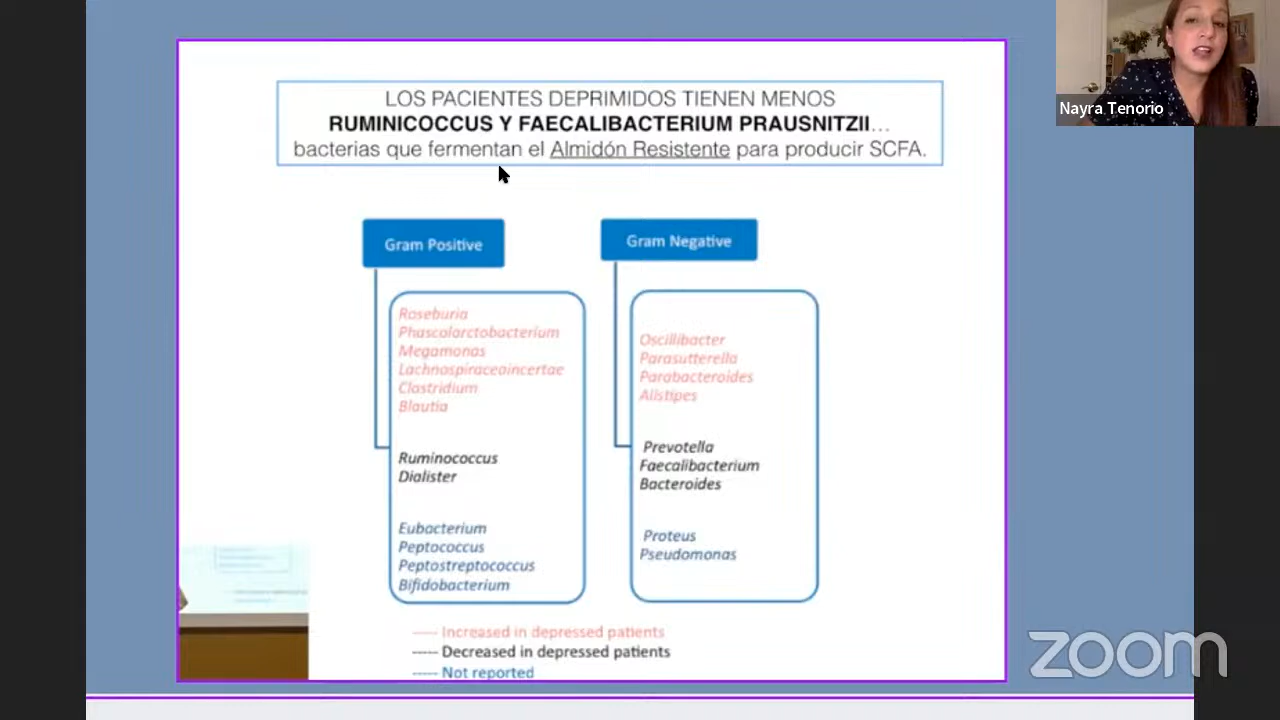 LOS PACIENTES DEPRIMIDOS TIENEN MENOS
RUMINICOCCUS Y FAECALIBACTERIUM PRAUSNITZII...
bacterias que fermentan el Almidón Resistente para producir SCFA.
Nayra Tenorio
Gram Positive
Roseburia
Phascolarctobacterium
Megamonas
Lachnospiraceaincertae
Clostridium
Blautia
Ruminococcus
Dialister
Eubacterium
Peptococcus
Peptostreptococcus
Bifidobacterium
Gram Negative
Oscillibacter
Parasutterella
Parabacteroides
Alistipes
Prevotella
Faecalibacterium
Bacteroides
Proteus
Pseudomonas
----- Increased in depressed patients
----- Decreased in depressed patients
----- Not reported
zoom